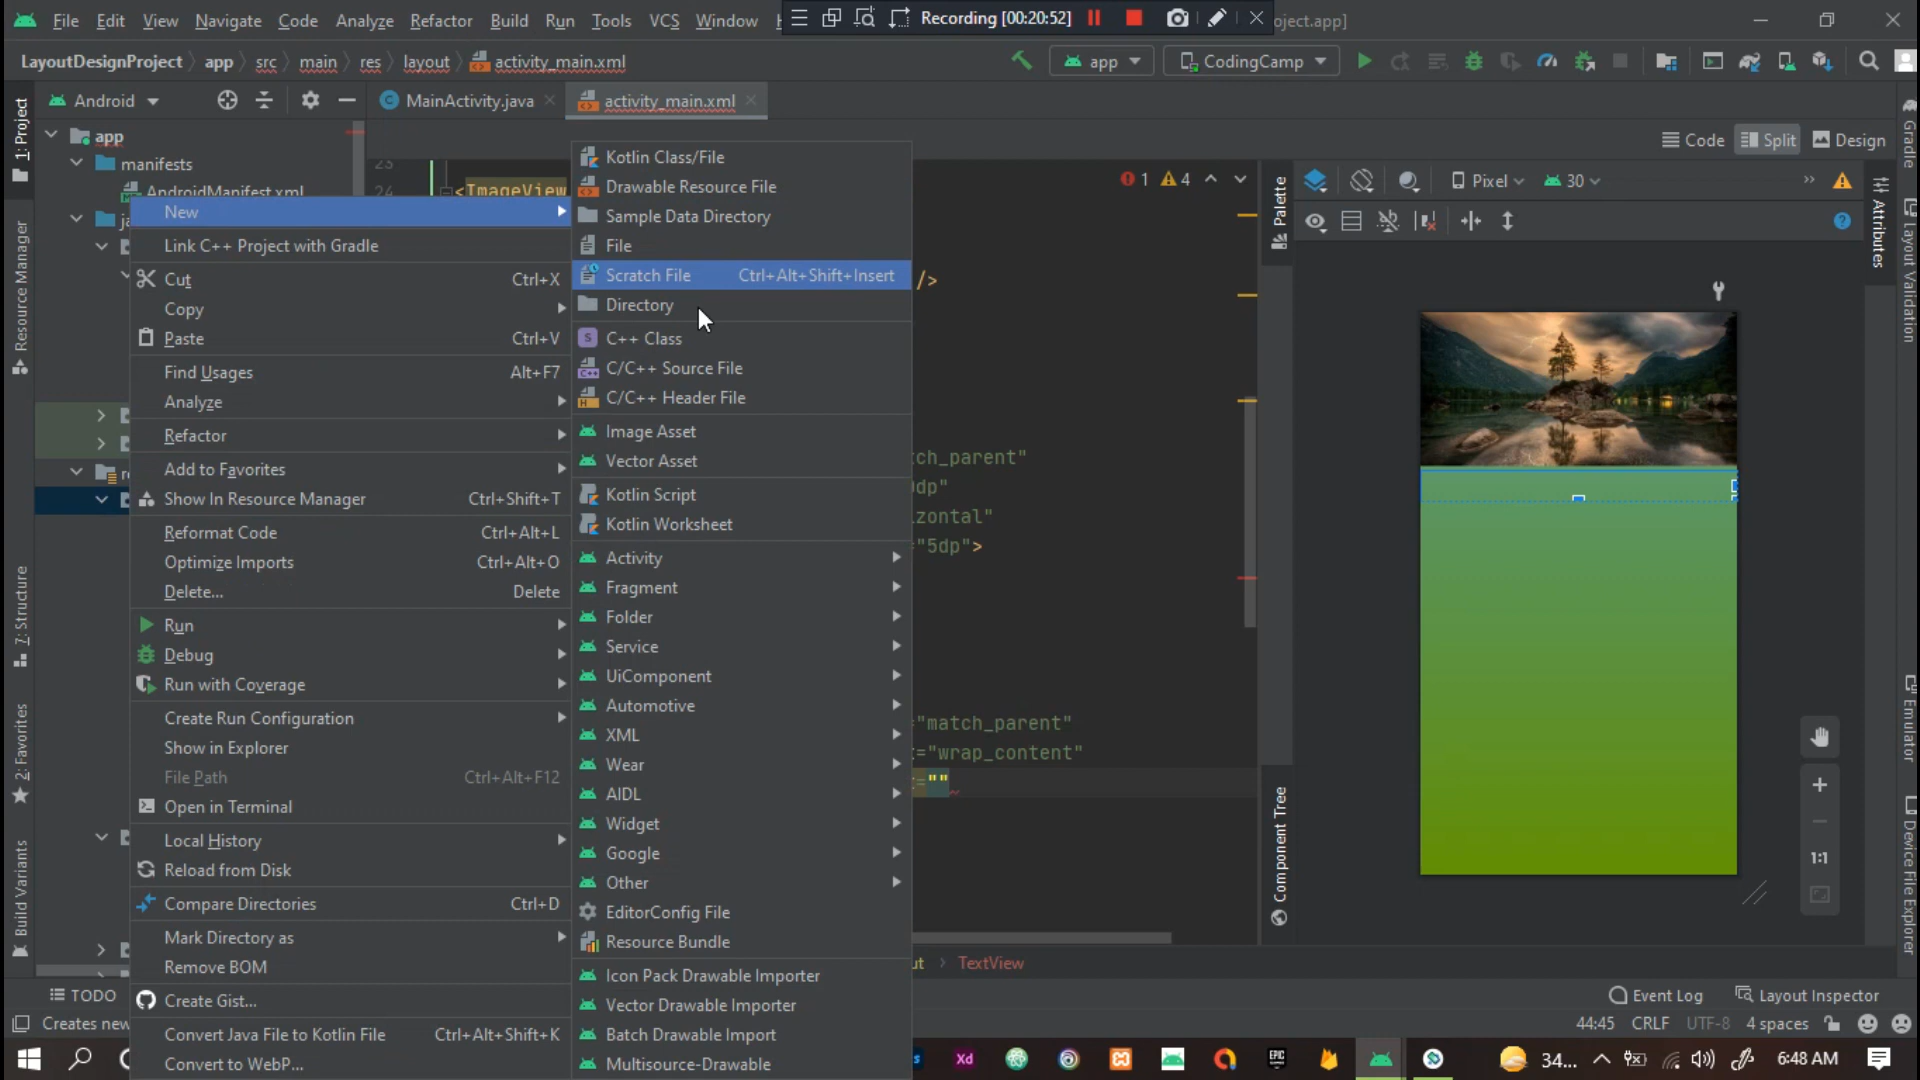 File Edit View Navigate Code Analyze Refactor Build Run Tools VCS Window
Recording [00:20:52]
oject.app]
LayoutDesignProject app src main res layout activity_main.xml
app
CodingCamp
1: Project
Android
MainActivity.java
activity_main.xml
Code Split Design
app
manifests
AndroidManifest.xml
23
24
<ImageView
/>
ch_parent"
dp"
zontal"
"5dp">
"match_parent"
="wrap_content"
=""
1 4
New
Link C++ Project with Gradle
Cut Ctrl+X
Copy
Paste Ctrl+V
Find Usages Alt+F7
Analyze
Refactor
Add to Favorites
Show In Resource Manager Ctrl+Shift+T
Reformat Code Ctrl+Alt+L
Optimize Imports Ctrl+Alt+O
Delete... Delete
Run
Debug
Run with Coverage
Create Run Configuration
Show in Explorer
File Path Ctrl+Alt+F12
Open in Terminal
Local History
Reload from Disk
Compare Directories Ctrl+D
Mark Directory as
Remove BOM
Create Gist...
Convert Java File to Kotlin File Ctrl+Alt+Shift+K
Convert to WebP...
Kotlin Class/File
Drawable Resource File
Sample Data Directory
File
Scratch File Ctrl+Alt+Shift+Insert
Directory
C++ Class
C/C++ Source File
C/C++ Header File
Image Asset
Vector Asset
Kotlin Script
Kotlin Worksheet
Activity
Fragment
Folder
Service
UiComponent
Automotive
XML
Wear
AIDL
Widget
Google
Other
EditorConfig File
Resource Bundle
Icon Pack Drawable Importer
Vector Drawable Importer
Batch Drawable Import
Multisource-Drawable
Palette
Component Tree
Pixel
30
1:1
Attributes
Gradle
Layout Validation
Emulator
Device File Explorer
Resource Manager
7: Structure
2: Favorites
Build Variants
TextView
TODO
Event Log
Layout Inspector
Creates new
44:45 CRLF UTF-8 4 spaces
Xd
EPIC
34...
6:48 AM